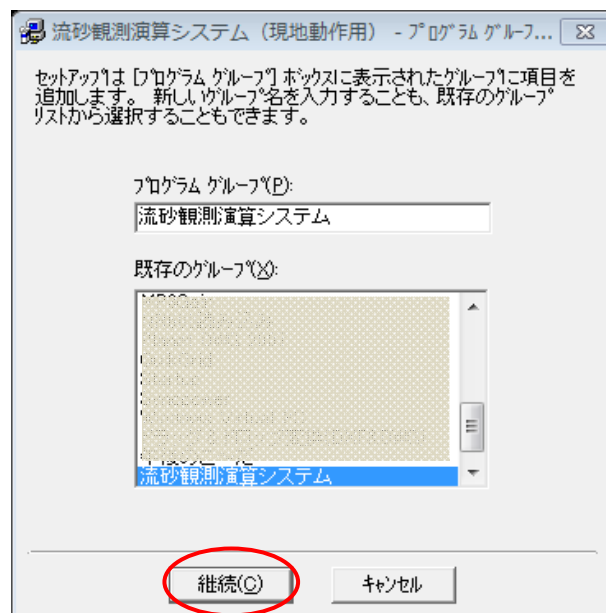 流砂観測演算システム（現地動作用） - ﾌﾟﾛｸﾞﾗﾑ ｸﾞﾙｰﾌ...
ｾｯﾄｱｯﾌﾟは [ﾌﾟﾛｸﾞﾗﾑ ｸﾞﾙｰﾌﾟ] ﾎﾞｯｸｽに表示されたｸﾞﾙｰﾌﾟに項目を
追加します。 新しいｸﾞﾙｰﾌﾟ名を入力することも、既存のｸﾞﾙｰﾌﾟ
ﾘｽﾄから選択することもできます。
ﾌﾟﾛｸﾞﾗﾑ ｸﾞﾙｰﾌﾟ(P):
流砂観測演算システム
既存のｸﾞﾙｰﾌﾟ(X):
Startup
流砂観測演算システム
継続(C)
ｷｬﾝｾﾙ